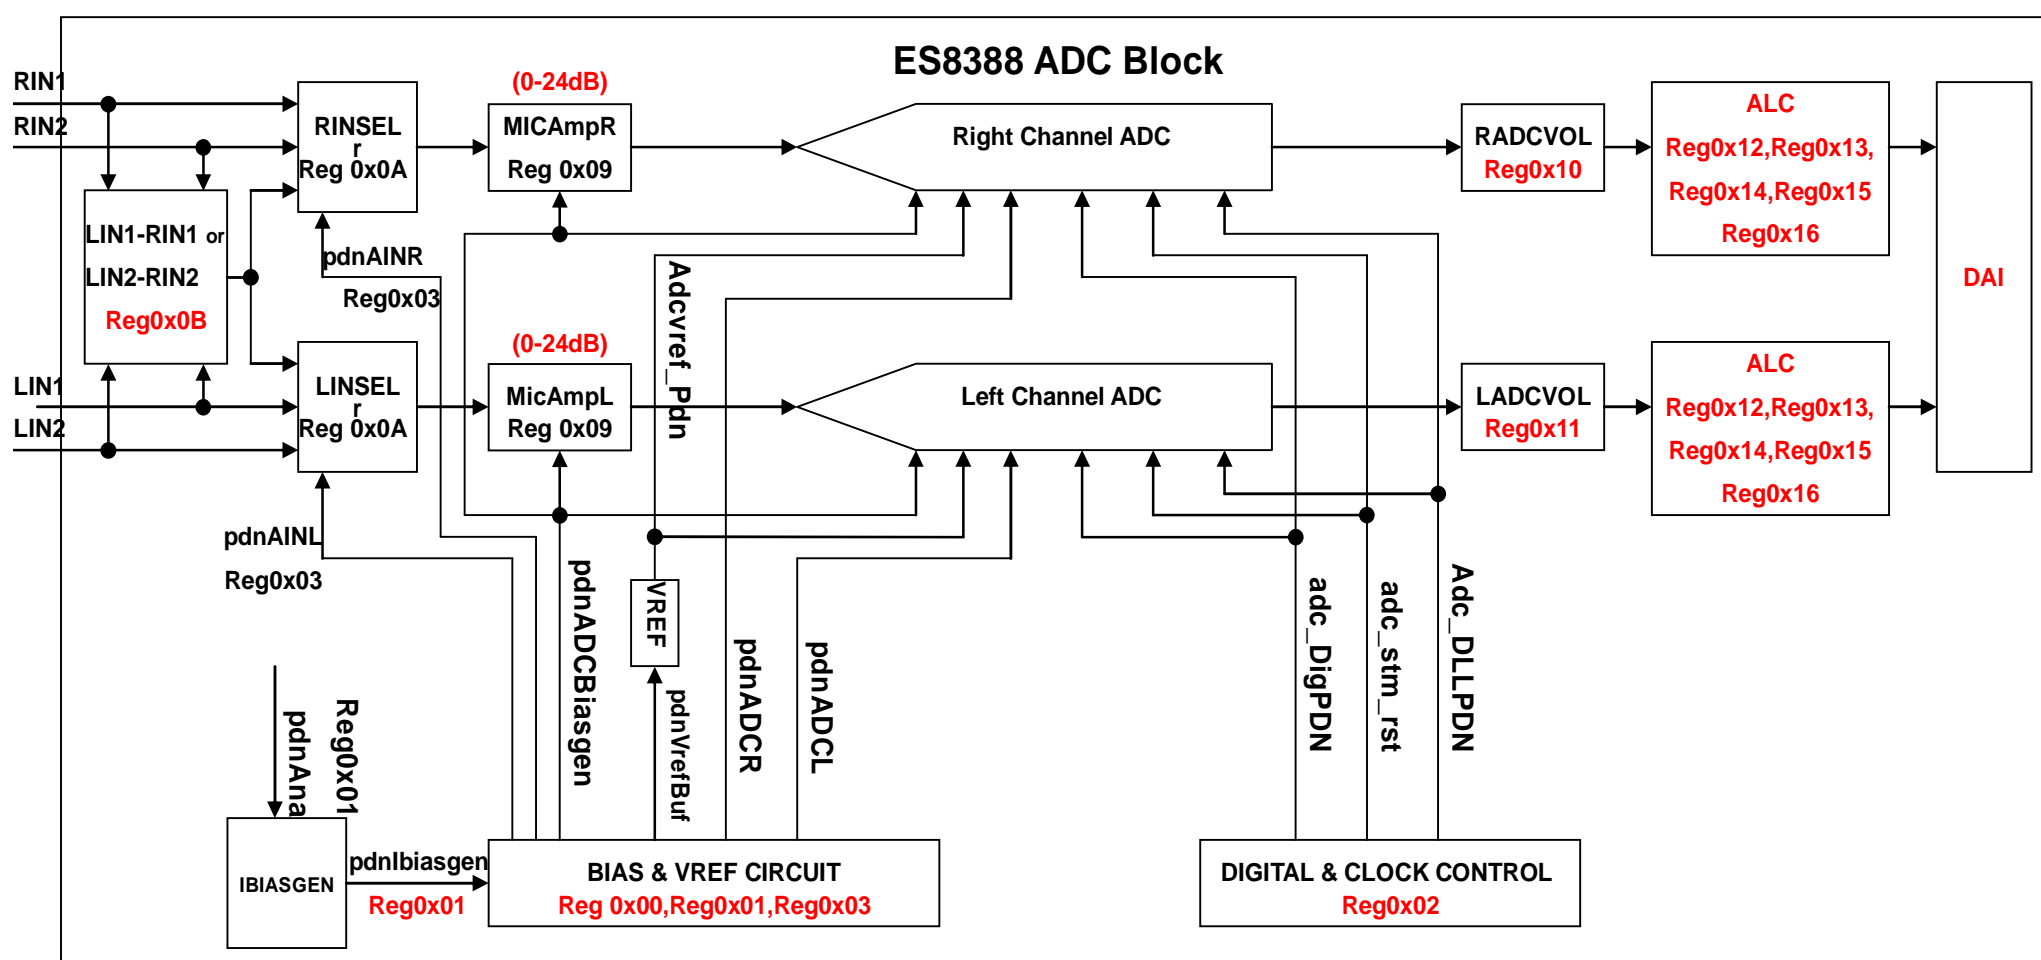 ES8388 ADC Block
RIN1
RIN2
RINSEL
r
Reg 0x0A
(0-24dB)
MICAmpR
Reg 0x09
Right Channel ADC
RADCVOL
Reg0x10
ALC
Reg0x12,Reg0x13,
Reg0x14,Reg0x15
Reg0x16
DAI
LIN1-RIN1 or
LIN2-RIN2
Reg0x0B
pdnAINR
Reg0x03
Adcvref_Pdn
LIN1
LIN2
LINSEL
r
Reg 0x0A
(0-24dB)
MicAmpL
Reg 0x09
Left Channel ADC
LADCVOL
Reg0x11
ALC
Reg0x12,Reg0x13,
Reg0x14,Reg0x15
Reg0x16
pdnAINL
Reg0x03
pdnADCBiasgen
VREF
pdnVrefBuf
pdnADCR
pdnADCL
adc_DigPDN
adc_stm_rst
Adc_DLLPDN
Reg0x01
pdnAna
IBIASGEN
pdnIbiasgen
Reg0x01
BIAS & VREF CIRCUIT
Reg 0x00,Reg0x01,Reg0x03
DIGITAL & CLOCK CONTROL
Reg0x02